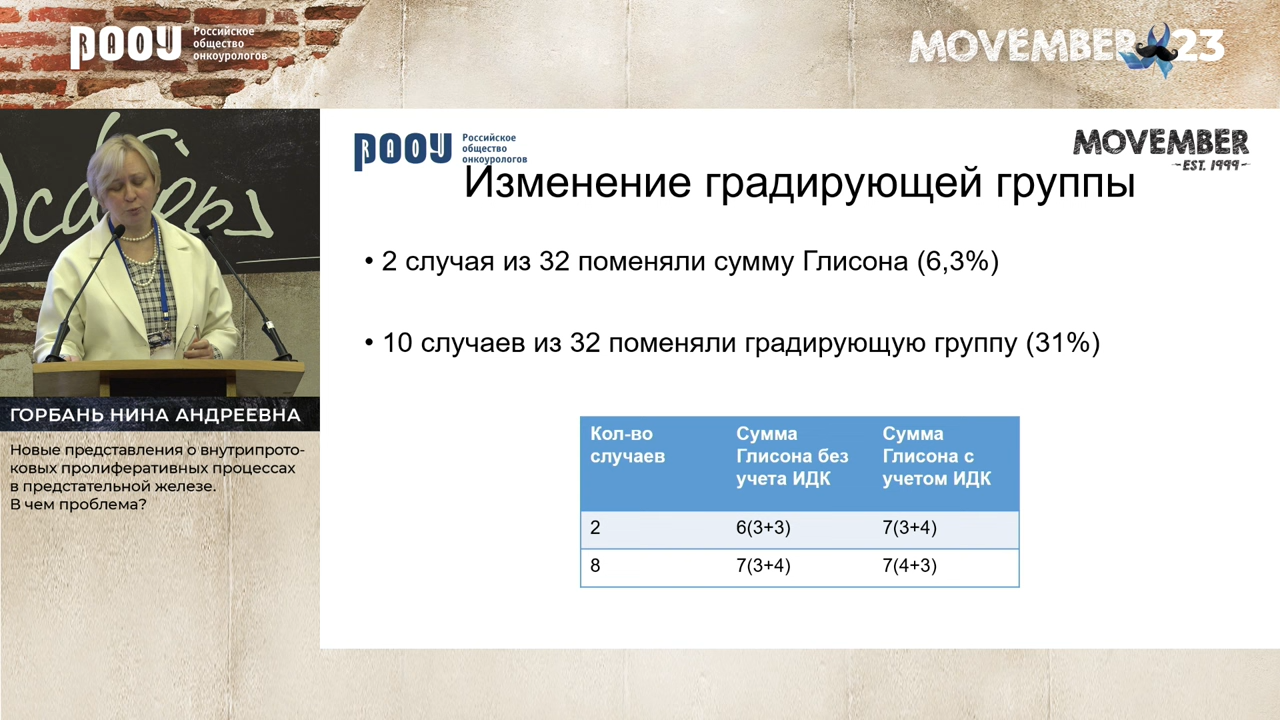 RAOU
Российское
общество
онкоурологов
MOVEMBER 23
РООУ
Российское
общество
онкоурологов
MOVEMBER
EST. 1999
Изменение градирующей группы
• 2 случая из 32 поменяли сумму Глисона (6,3%)
• 10 случаев из 32 поменяли градирующую группу (31%)
Кол-во случаев
Сумма Глисона без учета ИДК
Сумма Глисона с учетом ИДК
2 6(3+3) 7(3+4)
8 7(3+4) 7(4+3)
ГОРБАНЬ НИНА АНДРЕЕВНА
Новые представления о внутрипрото-
ковых пролиферативных процессах
в предстательной железе.
В чем проблема?